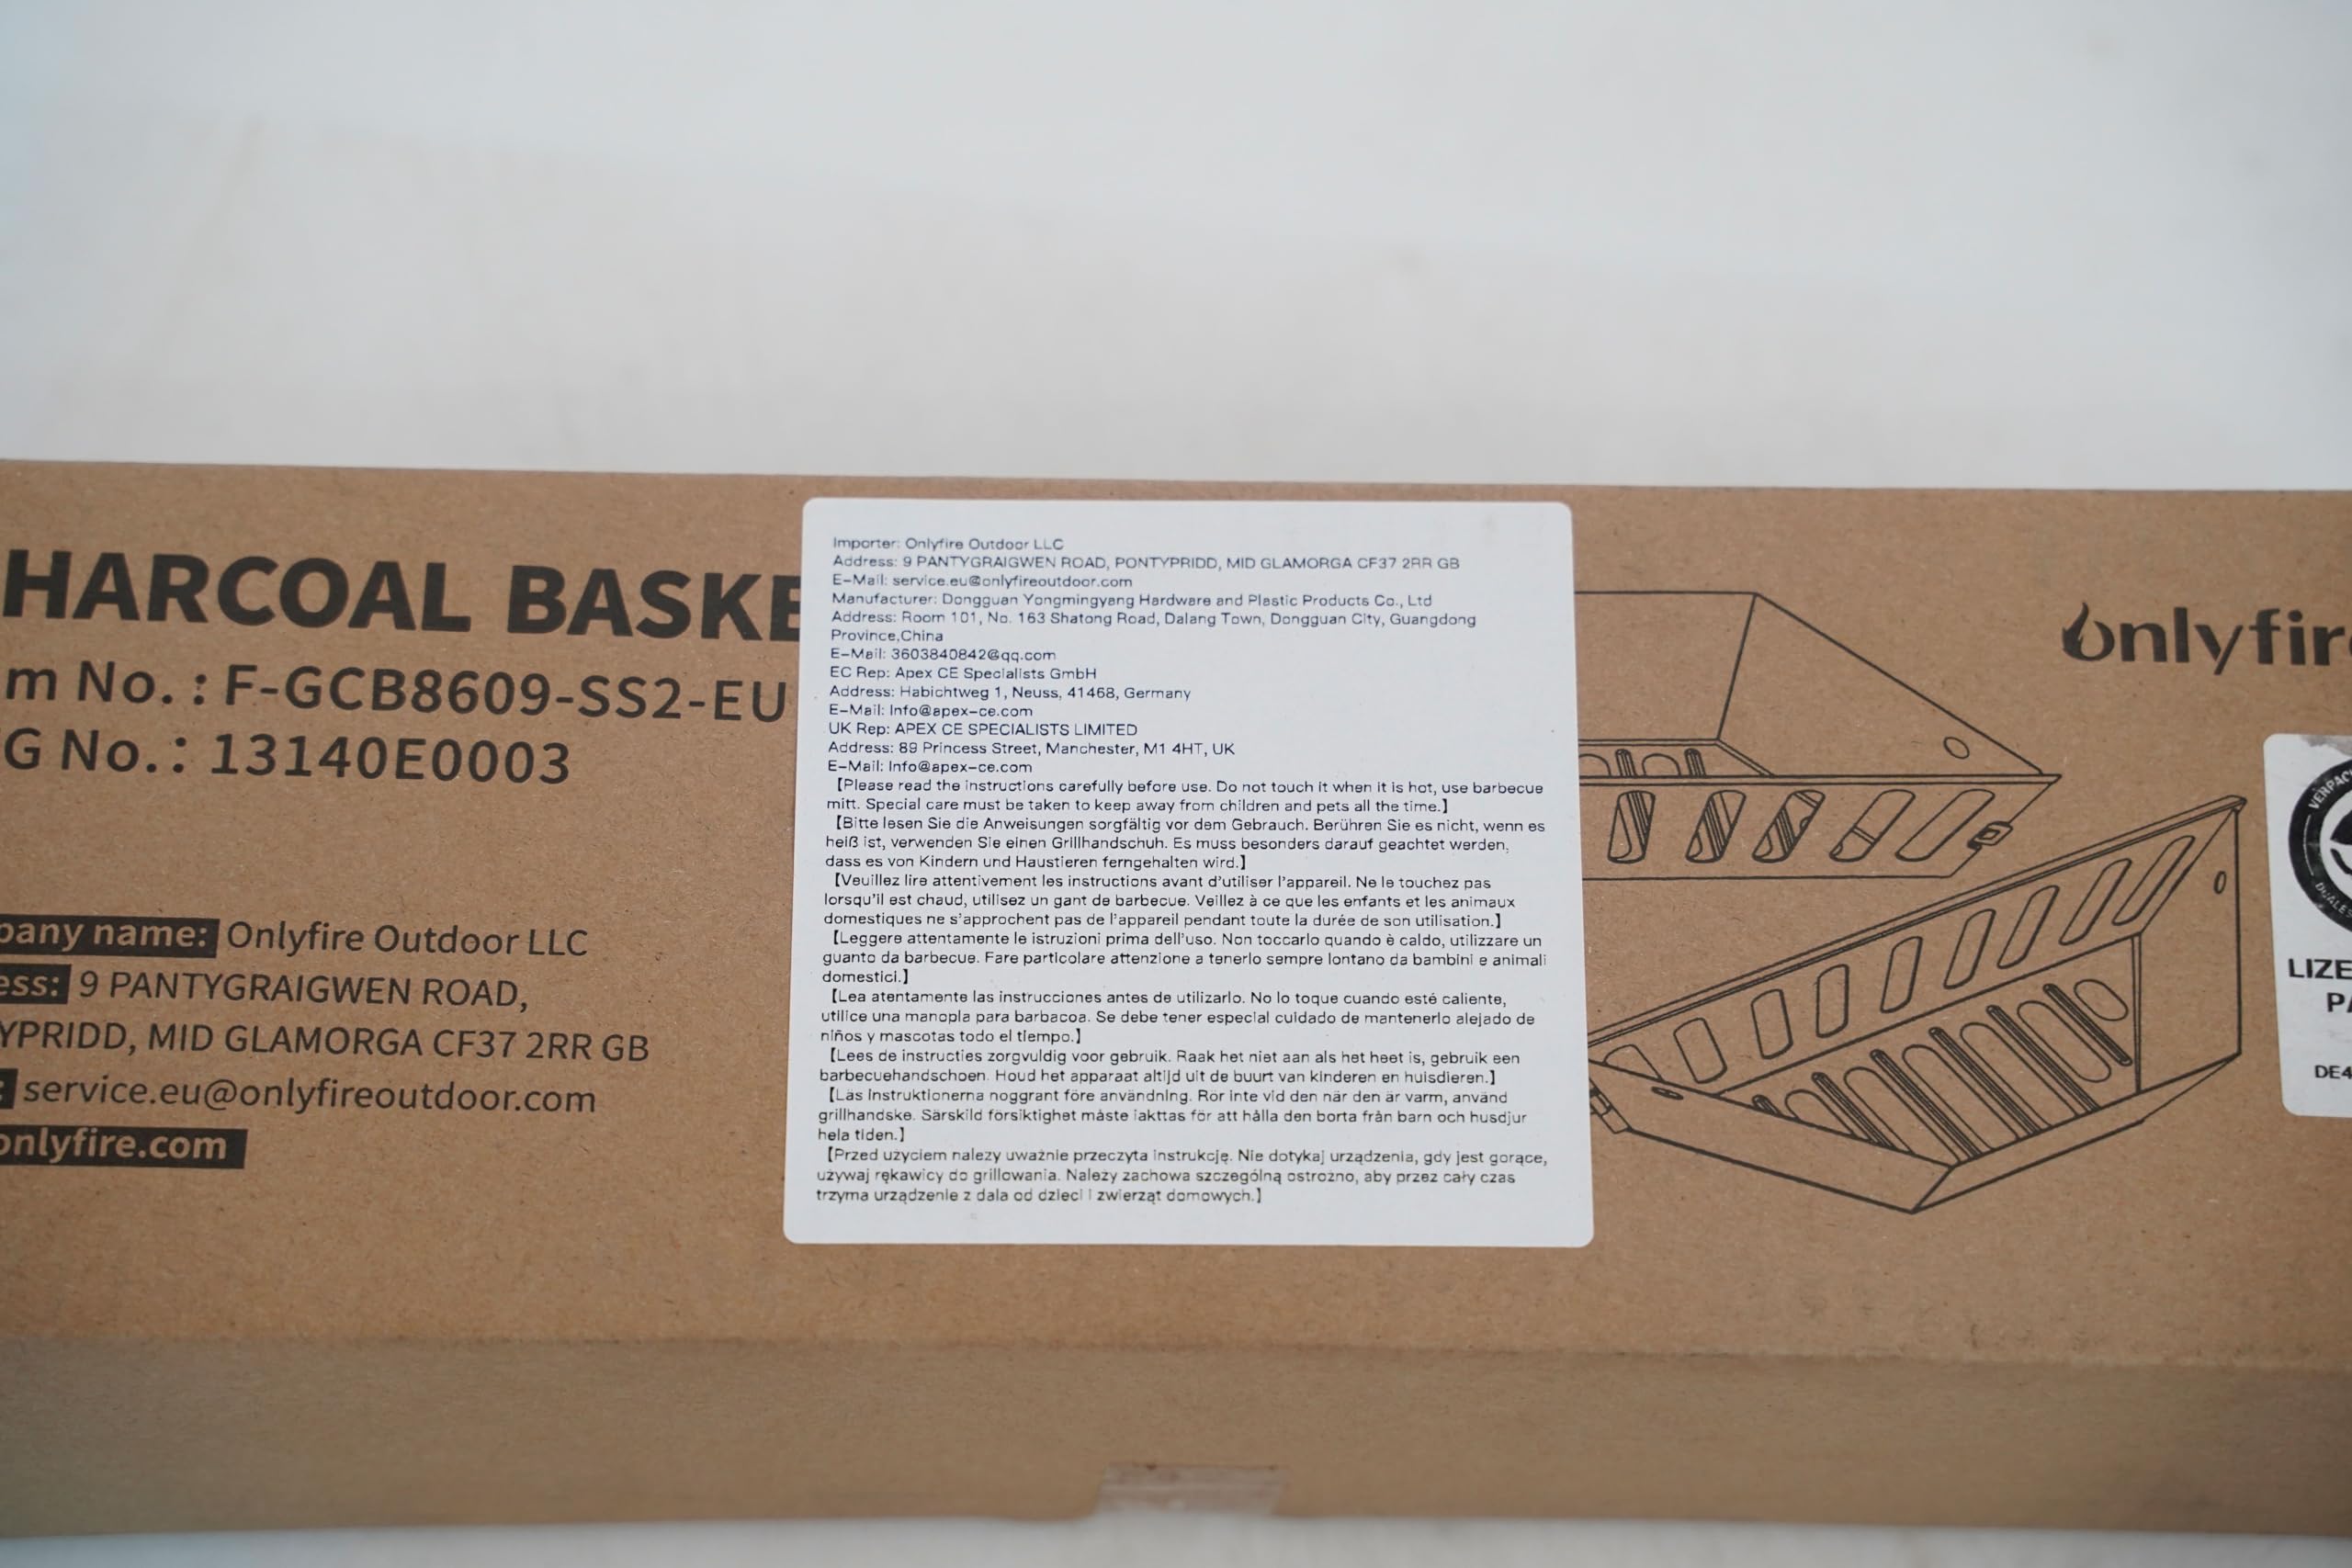 HARCOAL BASKE
m No. : F-GCB8609-SS2-EU
G No. : 13140E0003
pany name: Onlyfire Outdoor LLC
ess: 9 PANTYGRAIGWEN ROAD,
YPRIDD, MID GLAMORGA CF37 2RR GB
: service.eu@onlyfireoutdoor.com
onlyfire.com
Importer: Onlyfire Outdoor LLC
Address: 9 PANTYGRAIGWEN ROAD, PONTYPRIDD, MID GLAMORGA CF37 2RR GB
E-Mail: service.eu@onlyfireoutdoor.com
Manufacturer: Dongguan Yongmingyang Hardware and Plastic Products Co., Ltd
Address: Room 101, No. 163 Shatong Road, Dalang Town, Dongguan City, Guangdong
Province,China
E-Mail: 3603840842@qq.com
EC Rep: Apex CE Specialists GmbH
Address: Habichtweg 1, Neuss, 41468, Germany
E-Mail: Info@apex-ce.com
UK Rep: APEX CE SPECIALISTS LIMITED
Address: 89 Princess Street, Manchester, M1 4HT, UK
E-Mail: Info@apex-ce.com
【Please read the instructions carefully before use. Do not touch it when it is hot, use barbecue
mitt. Special care must be taken to keep away from children and pets all the time.】
【Bitte lesen Sie die Anweisungen sorgfältig vor dem Gebrauch. Berühren Sie es nicht, wenn es
heiß ist, verwenden Sie einen Grillhandschuh. Es muss besonders darauf geachtet werden,
dass es von Kindern und Haustieren ferngehalten wird.】
【Veuillez lire attentivement les instructions avant d'utiliser l'appareil. Ne le touchez pas
lorsqu'il est chaud, utilisez un gant de barbecue. Veillez à ce que les enfants et les animaux
domestiques ne s'approchent pas de l'appareil pendant toute la durée de son utilisation.】
【Leggere attentamente le istruzioni prima dell'uso. Non toccarlo quando è caldo, utilizzare un
guanto da barbecue. Fare particolare attenzione a tenerlo sempre lontano da bambini e animali
domestici.】
【Lea atentamente las instrucciones antes de utilizarlo. No lo toque cuando esté caliente,
utilice una manopla para barbacoa. Se debe tener especial cuidado de mantenerlo alejado de
niños y mascotas todo el tiempo.】
【Lees de instructies zorgvuldig voor gebruik. Raak het niet aan als het heet is, gebruik een
barbecuehandschoen. Houd het apparaat altijd uit de buurt van kinderen en huisdieren.】
【Läs instruktionerna noggrant före användning. Rör inte vid den när den är varm, använd
grillhandske. Särskild försiktighet måste iakttas för att hålla den borta från barn och husdjur
hela tiden.】
【Przed użyciem nalezy uważnie przeczyta instrukcję. Nie dotykaj urządzenia, gdy jest gorące,
używaj rękawicy do grillowania. Należy zachowa szczególną ostrożno, aby przez cały czas
trzyma urządzenie z dala od dzieci i zwierząt domowych.】
onlyfir
VERPAC
DUALE S
LIZE
PA
DE4